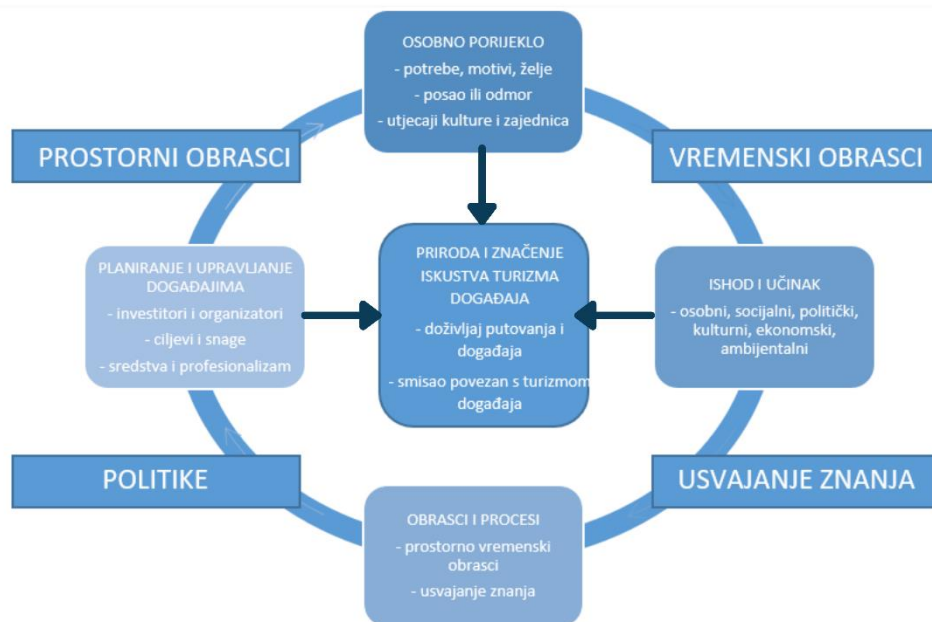 OSOBNO PORIJEKLO
- potrebe, motivi, želje
- posao ili odmor
- utjecaji kulture i zajednica
PROSTORNI OBRASCI
VREMENSKI OBRASCI
PLANIRANJE I UPRAVLJANJE
DOGAĐAJIMA
- investitori i organizatori
- ciljevi i snage
- sredstva i profesionalizam
PRIRODA I ZNAČENJE
ISKUSTVA TURIZMA
DOGAĐAJA
- doživljaj putovanja i
događaja
- smisao povezan s turizmom
događaja
ISHOD I UČINAK
- osobni, socijalni, politički,
kulturni, ekonomski,
ambijentalni
POLITIKE
USVAJANJE ZNANJA
OBRASCI I PROCESI
- prostorno vremenski
obrasci
- usvajanje znanja